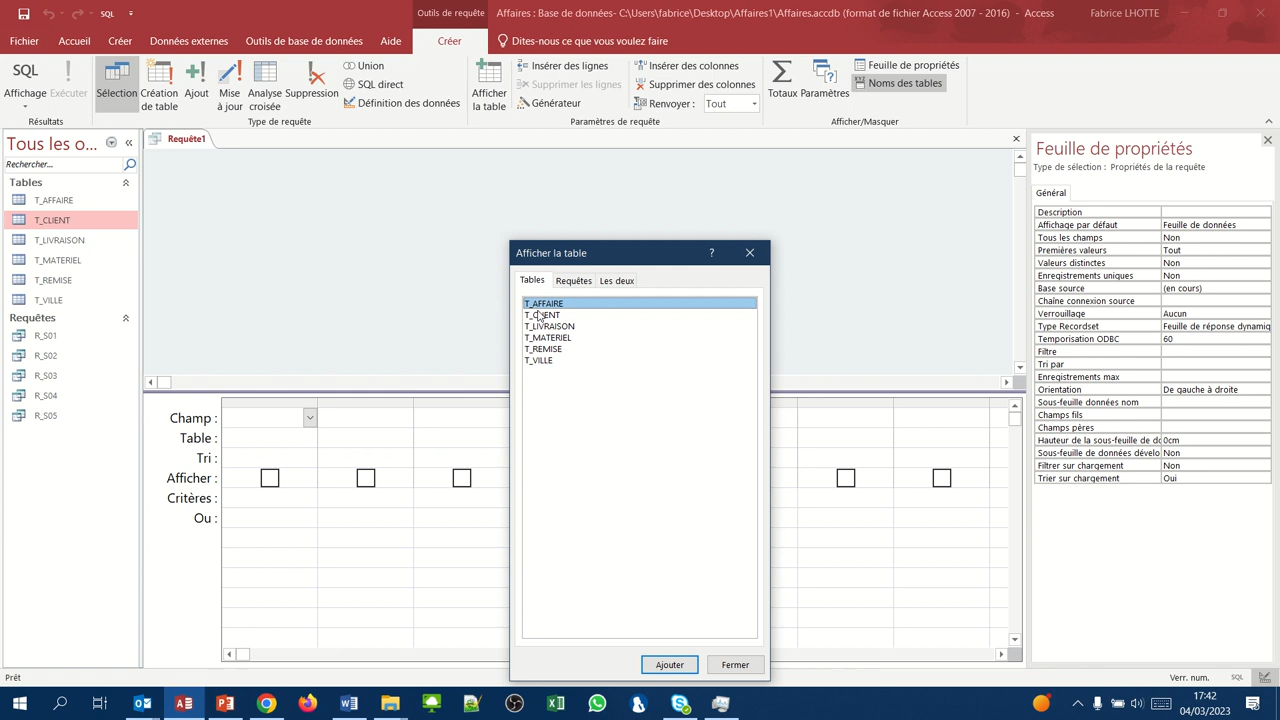 SQL
Outils de requête
Affaires : Base de données- C:\Users\fabrice\Desktop\Affaires1\Affaires.accdb (format de fichier Access 2007 - 2016) - Access
Fabrice LHOTTE
Fichier
Accueil
Créer
Données externes
Outils de base de données
Aide
Créer
Dites-nous ce que vous voulez faire
SQL
Affichage
Exécuter
Résultats
Sélection
Création de table
Ajout
Mise à jour
Analyse croisée
Suppression
Union
SQL direct
Définition des données
Type de requête
Afficher la table
Insérer des lignes
Supprimer les lignes
Générateur
Insérer des colonnes
Supprimer des colonnes
Renvoyer :
Tout
Paramètres de requête
Totaux
Paramètres
Feuille de propriétés
Noms des tables
Afficher/Masquer
Tous les o...
Rechercher...
Tables
T_AFFAIRE
T_CLIENT
T_LIVRAISON
T_MATERIEL
T_REMISE
T_VILLE
Requêtes
R_S01
R_S02
R_S03
R_S04
R_S05
Requête1
Champ :
Table :
Tri :
Afficher :
Critères :
Ou :
Afficher la table
?
Tables
Requêtes
Les deux
T_AFFAIRE
T_CLIENT
T_LIVRAISON
T_MATERIEL
T_REMISE
T_VILLE
Ajouter
Fermer
Feuille de propriétés
Type de sélection : Propriétés de la requête
Général
Description
Affichage par défaut Feuille de données
Tous les champs Non
Premières valeurs Tout
Valeurs distinctes Non
Enregistrements uniques Non
Base source (en cours)
Chaîne connexion source
Verrouillage Aucun
Type Recordset Feuille de réponse dynamiq
Temporisation ODBC 60
Filtre
Tri par
Enregistrements max
Orientation De gauche à droite
Sous-feuille données nom
Champs fils
Champs pères
Hauteur de la sous-feuille de do 0cm
Sous-feuille de données dévelo Non
Filtrer sur chargement Non
Trier sur chargement Oui
Prêt
Verr. num.
SQL
17:42
04/03/2023